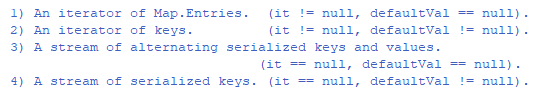 1) An iterator of Map.Entries. (it != null, defaultVal == null).
2) An iterator of keys. (it != null, defaultVal != null).
3) A stream of alternating serialized keys and values.
(it == null, defaultVal == null).
4) A stream of serialized keys. (it == null, defaultVal != null).